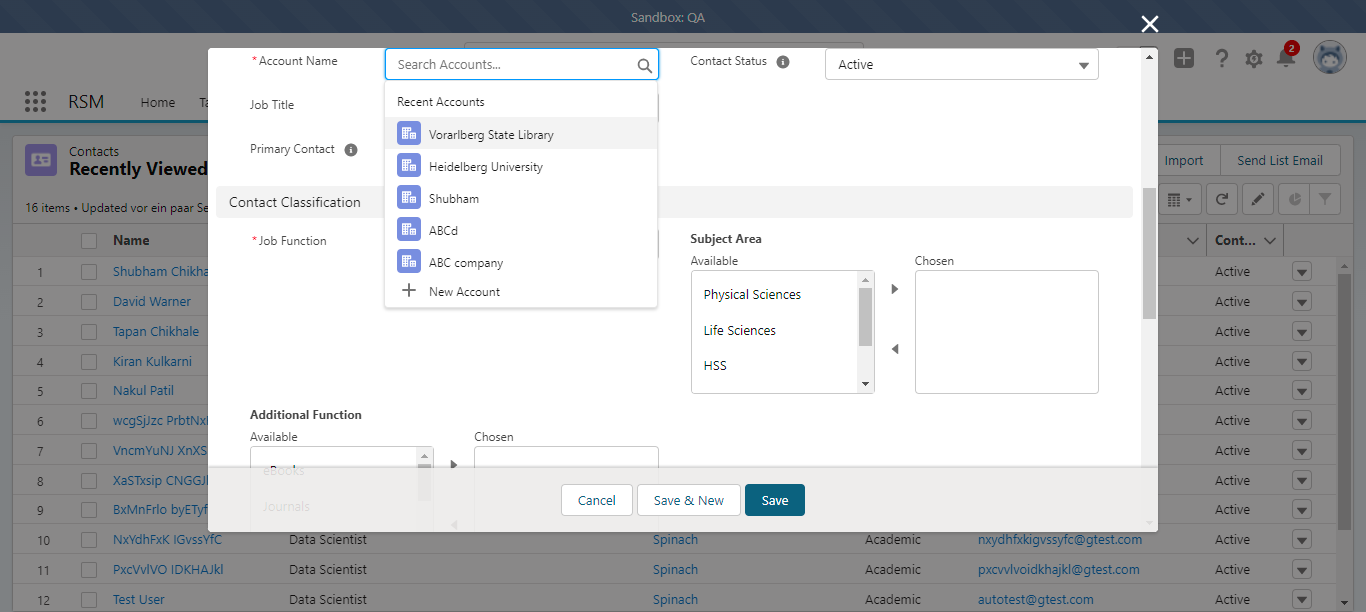 Sandbox: QA
2
RSM
Home
Ta
Contacts
Recently Viewed
16 items • Updated vor ein paar Se
Import
Send List Email
*Account Name
Search Accounts...
Contact Status
Active
Job Title
Recent Accounts
Vorarlberg State Library
Primary Contact
Heidelberg University
Contact Classification
Shubham
*Job Function
ABCd
ABC company
New Account
Subject Area
Available
Chosen
Physical Sciences
Life Sciences
HSS
Additional Function
Available
Chosen
eBooks
Journals
Cancel
Save & New
Save
Name
Cont...
1 Shubham Chikha Active
2 David Warner Active
3 Tapan Chikhale Active
4 Kiran Kulkarni Active
5 Nakul Patil Active
6 wcgSjJzc PrbtNx Active
7 VncmYuNJ XnXS Active
8 XaSTxsip CNGGJ Active
9 Active
10 NxYdhFxK IGvssYfC Data Scientist Spinach Academic nxydhfxkigvssyfc@gtest.com Active
11 PxcVvlVO IDKHAJkl Data Scientist Spinach Academic pxcvvlvoidkhajkl@gtest.com Active
12 Test User Data Scientist Spinach Academic autotest@gtest.com Active